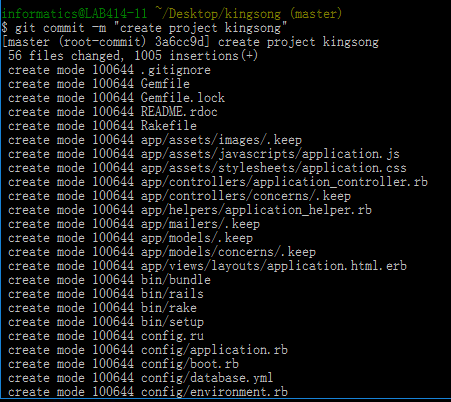 informatics@LAB414-11 ~/Desktop/kingsong (master)
$ git commit -m "create project kingsong"
[master (root-commit) 3a6cc9d] create project kingsong
 56 files changed, 1005 insertions(+)
 create mode 100644 .gitignore
 create mode 100644 Gemfile
 create mode 100644 Gemfile.lock
 create mode 100644 README.rdoc
 create mode 100644 Rakefile
 create mode 100644 app/assets/images/.keep
 create mode 100644 app/assets/javascripts/application.js
 create mode 100644 app/assets/stylesheets/application.css
 create mode 100644 app/controllers/application_controller.rb
 create mode 100644 app/controllers/concerns/.keep
 create mode 100644 app/helpers/application_helper.rb
 create mode 100644 app/mailers/.keep
 create mode 100644 app/models/.keep
 create mode 100644 app/models/concerns/.keep
 create mode 100644 app/views/layouts/application.html.erb
 create mode 100644 bin/bundle
 create mode 100644 bin/rails
 create mode 100644 bin/rake
 create mode 100644 bin/setup
 create mode 100644 config.ru
 create mode 100644 config/application.rb
 create mode 100644 config/boot.rb
 create mode 100644 config/database.yml
 create mode 100644 config/environment.rb